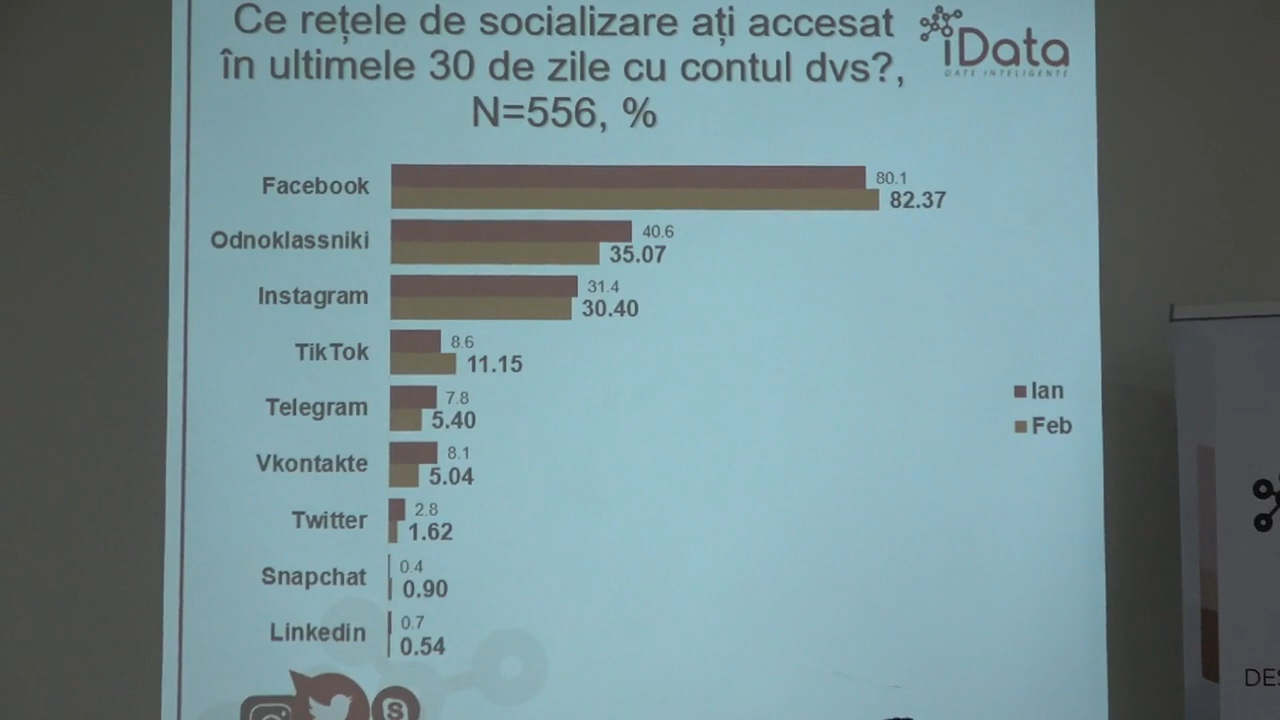 Ce rețele de socializare ați accesat
în ultimele 30 de zile cu contul dvs?,
N=556, %
iData
DATE INTELIGENTE
Facebook 80.1
82.37
Odnoklassniki 40.6
35.07
Instagram 31.4
30.40
TikTok 8.6
11.15
Telegram 7.8
5.40
Vkontakte 8.1
5.04
Twitter 2.8
1.62
Snapchat 0.4
0.90
Linkedin 0.7
0.54
Ian
Feb
DES